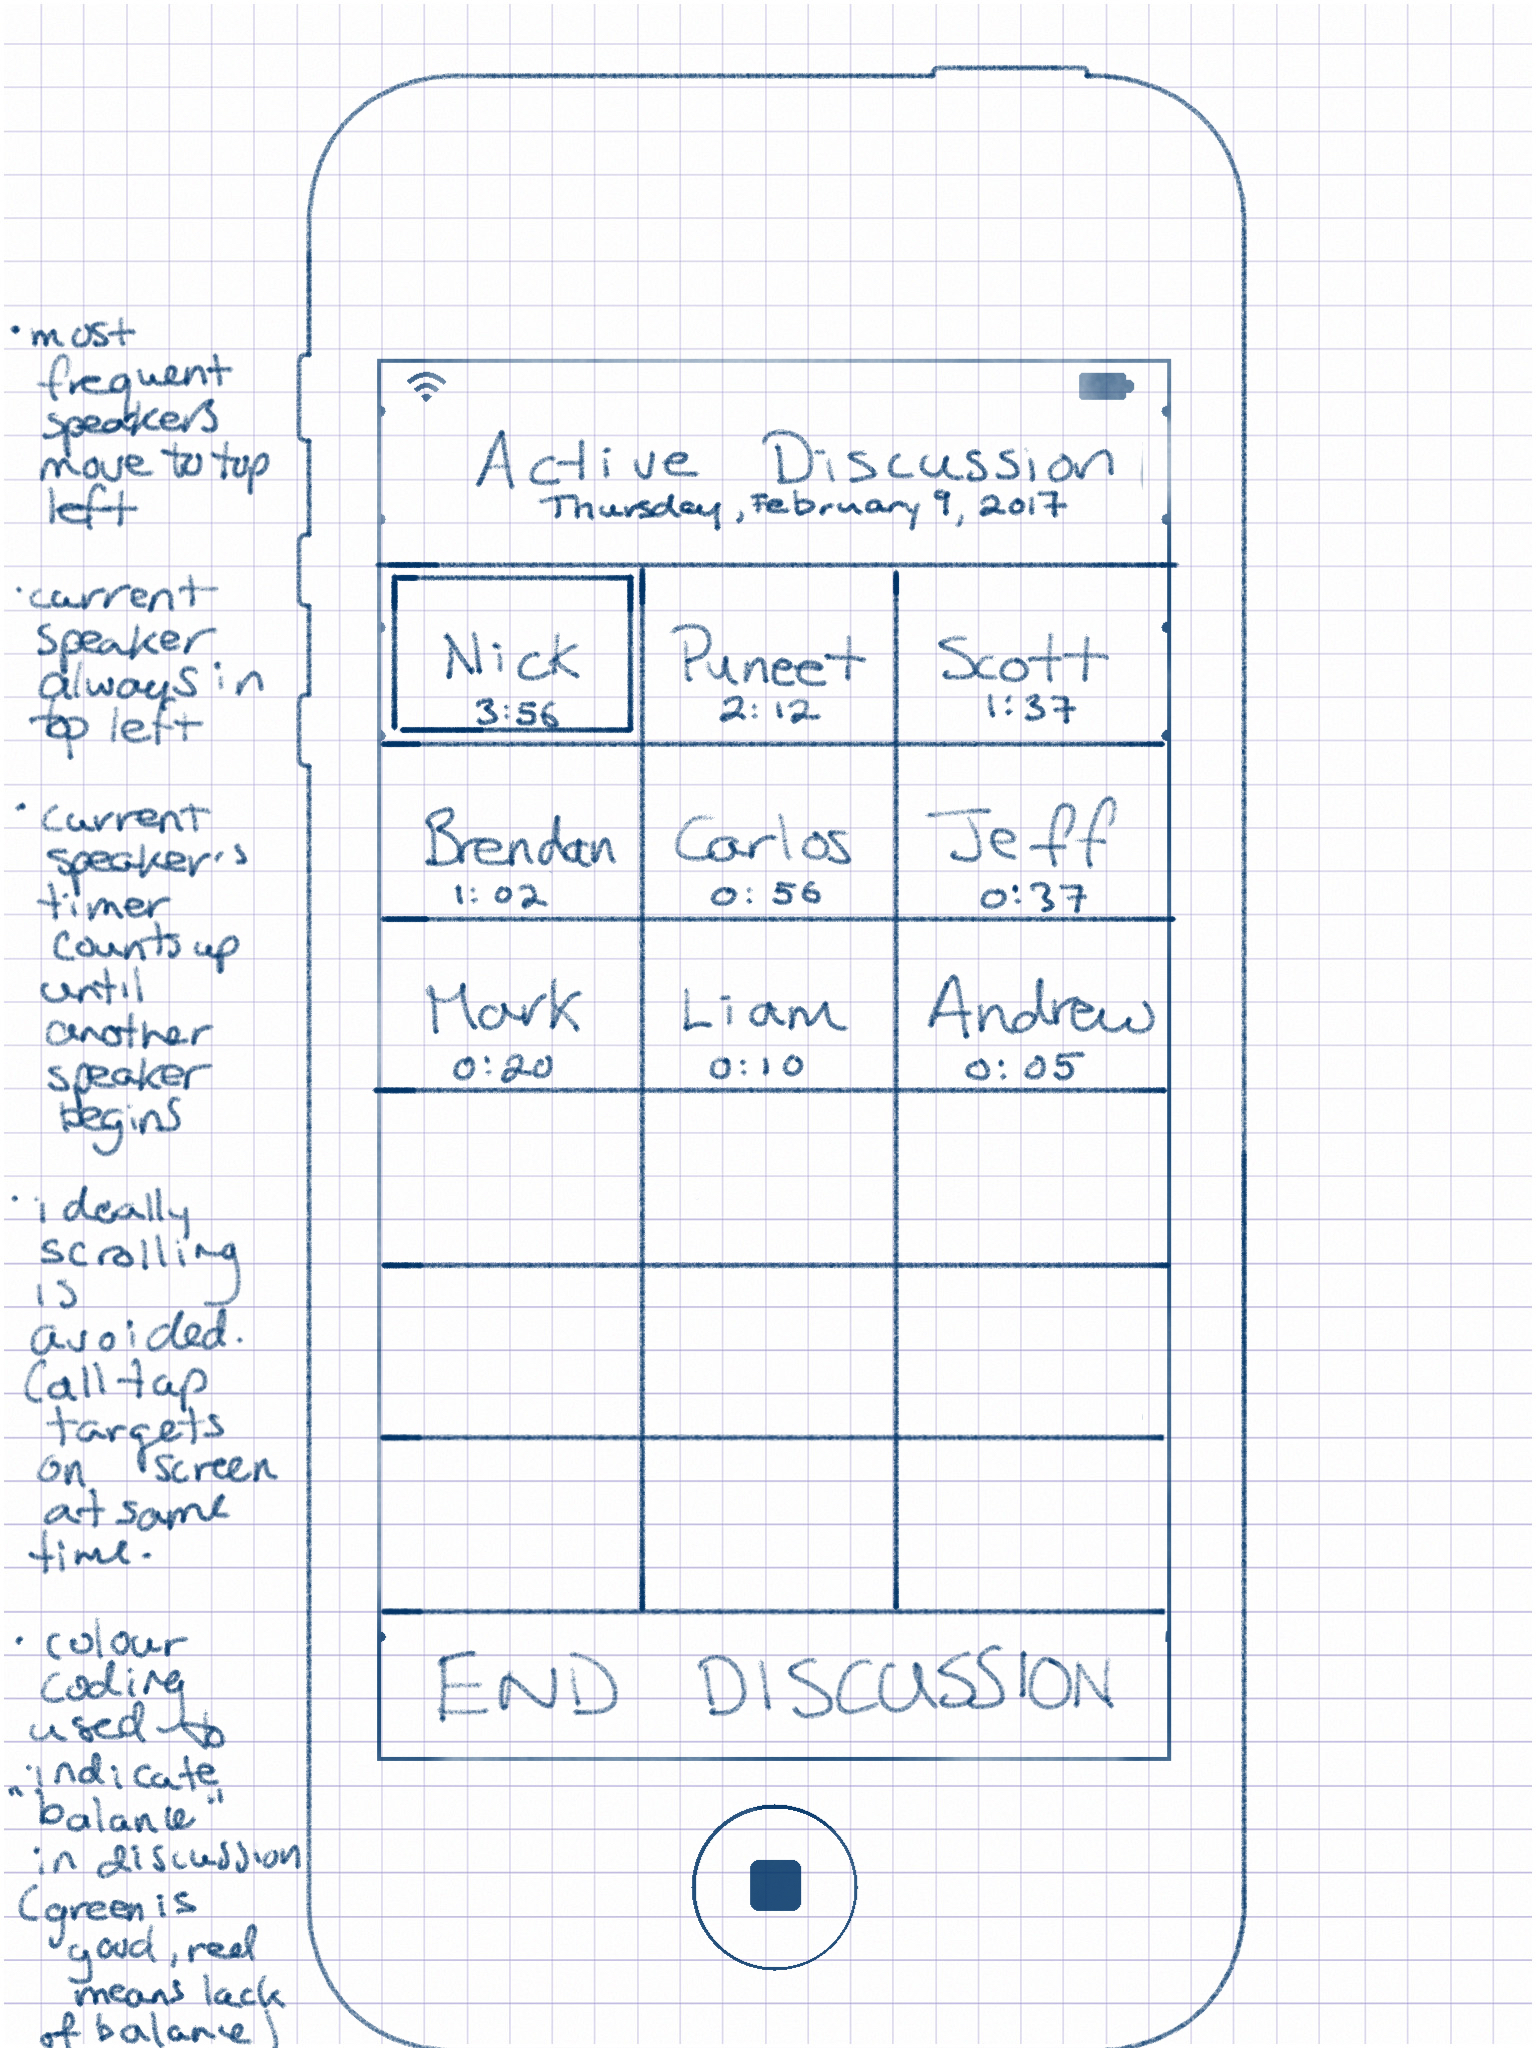 • most
frequent
speakers
move to top
left
• current
speaker
always in
top left
• current
speaker's
timer
counts up
until
another
speaker
begins
• ideally
scrolling
is
avoided.
(all tap
targets
on screen
at same
time.
• colour
coding
used to
indicate
"balance"
in discussion
(green is
good, red
means lack
of balance)
Active Discussion
Thursday, February 9, 2017
Nick Puneet Scott
3:56 2:12 1:37
Brendan Carlos Jeff
1:02 0:56 0:37
Mark Liam Andrew
0:20 0:10 0:05
END DISCUSSION